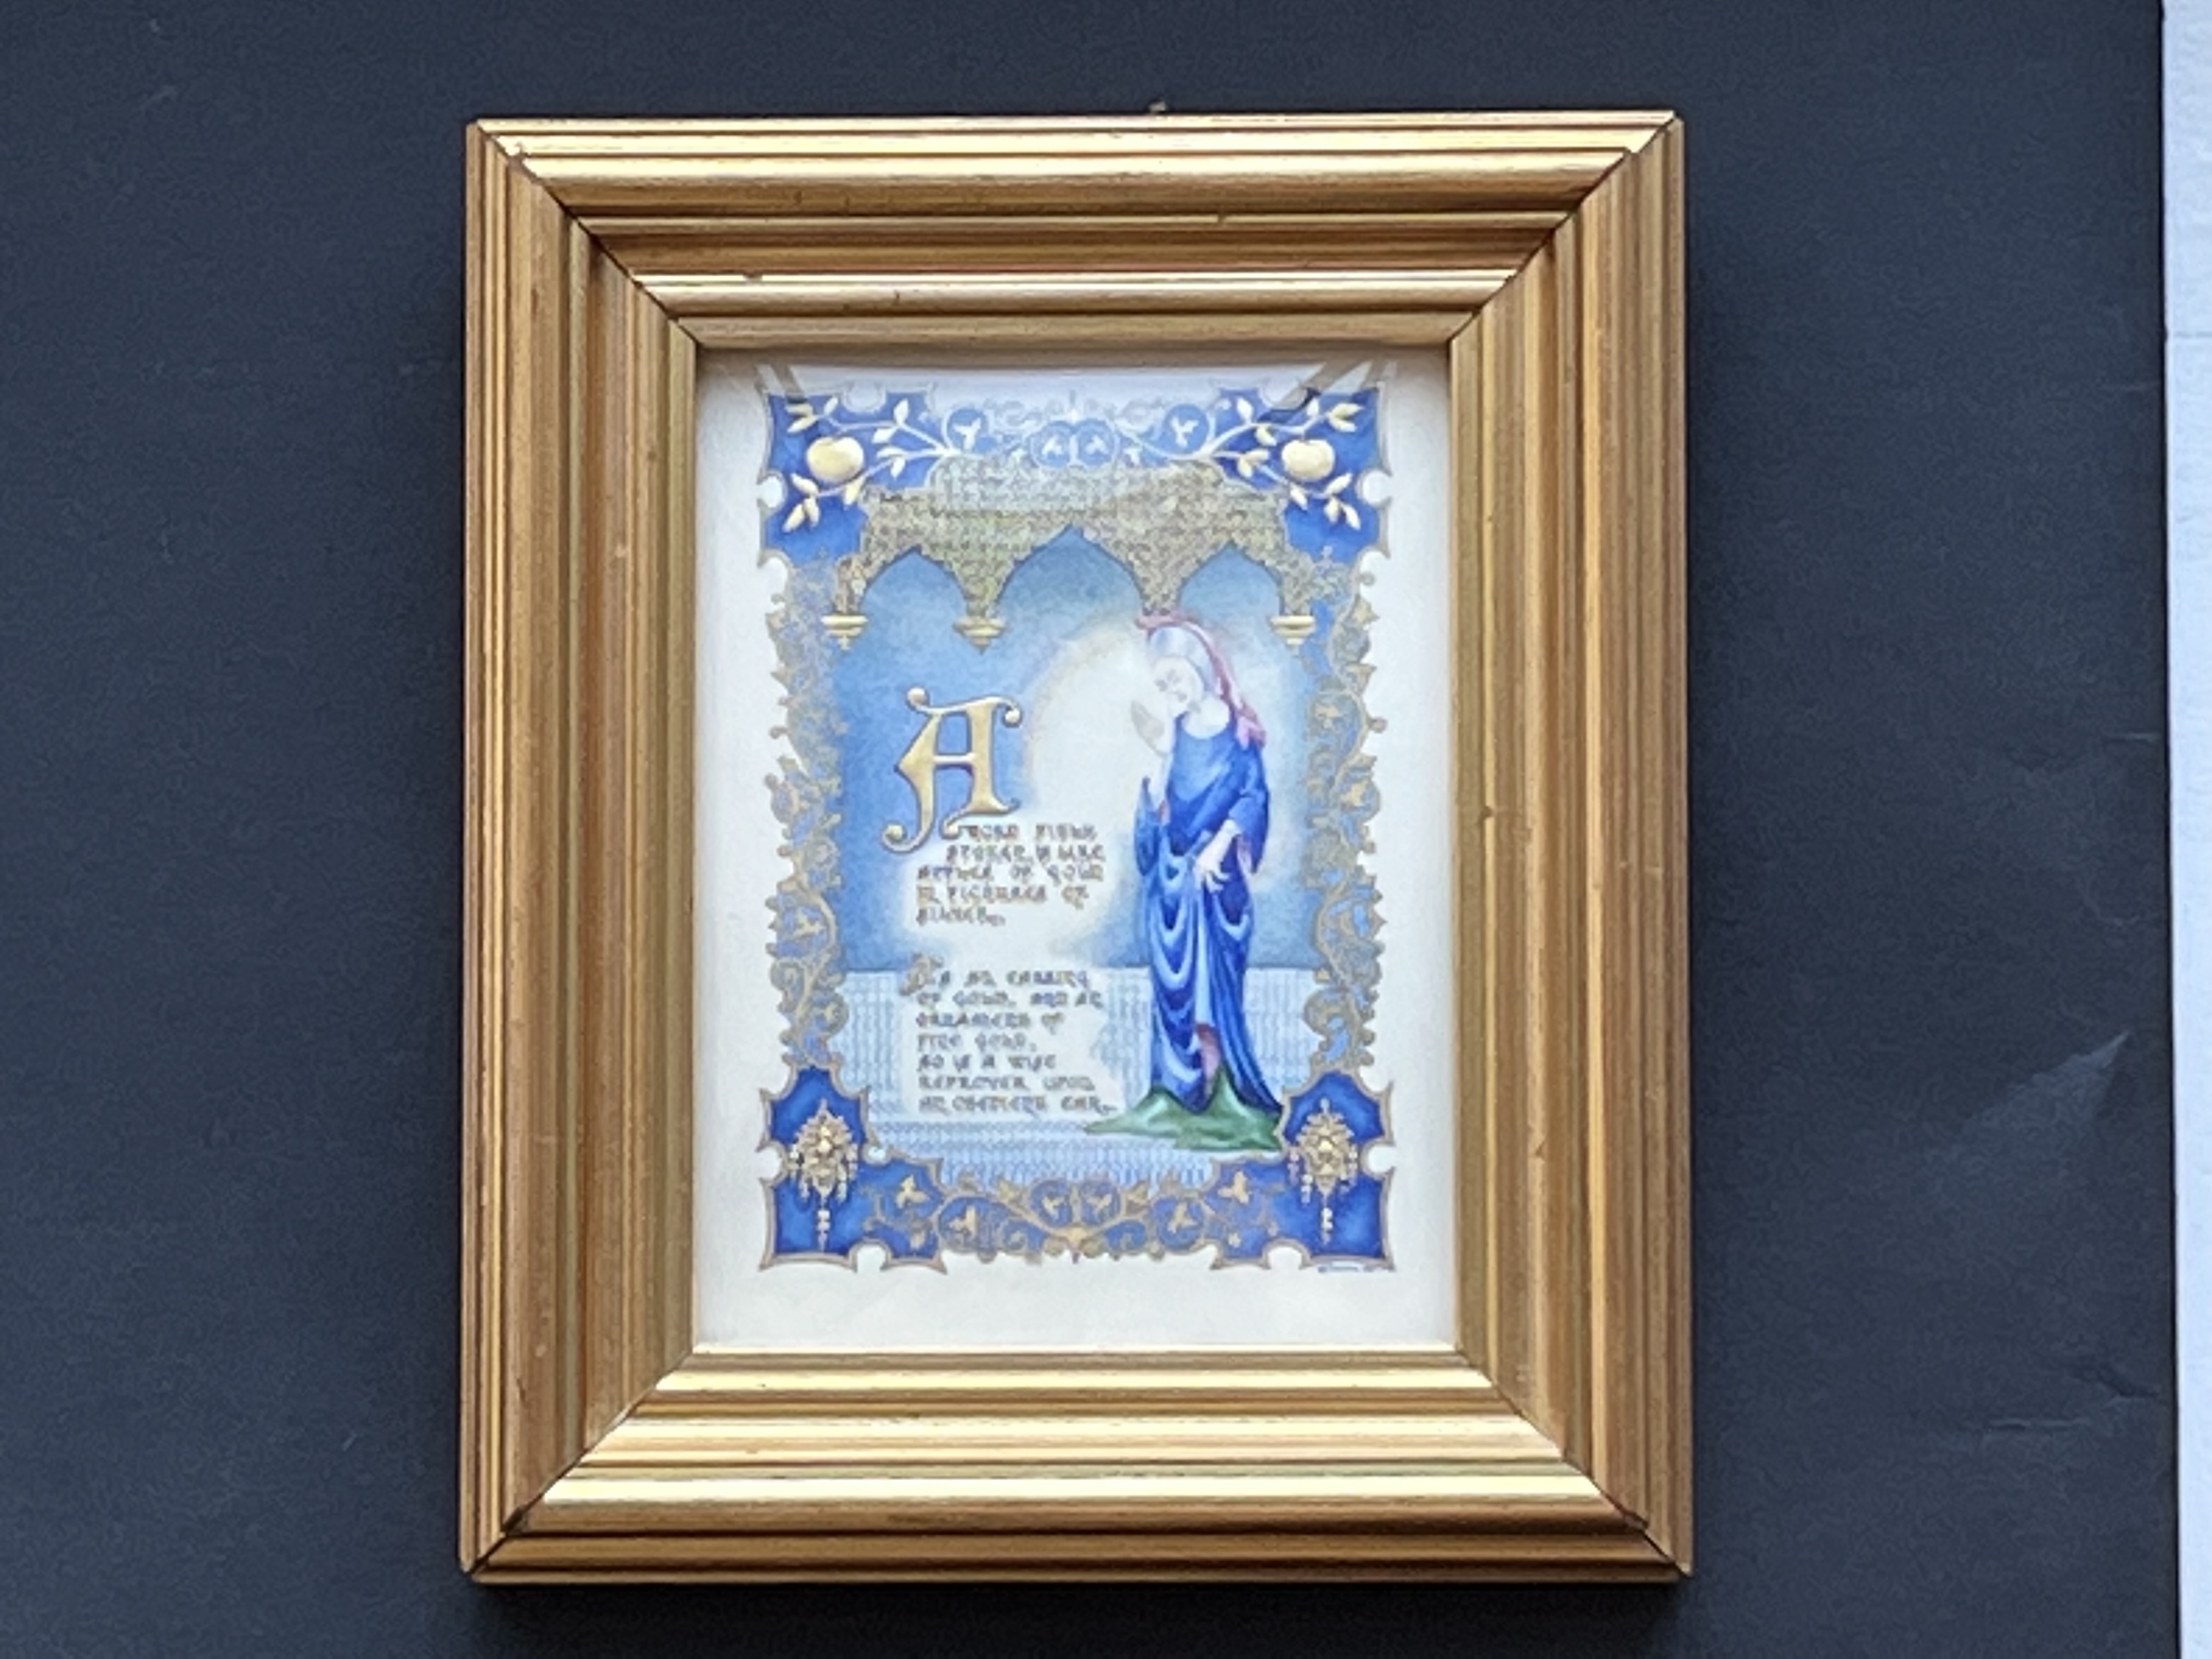 A
WORD FITLY
SPOKEN IS LIKE
APPLES OF GOLD
IN PICTURES OF
SILVER
AS AN EARRING
OF GOLD, AND AN
ORNAMENT OF
FINE GOLD,
SO IS A WISE
REPROVER UPON
AN OBEDIENT EAR